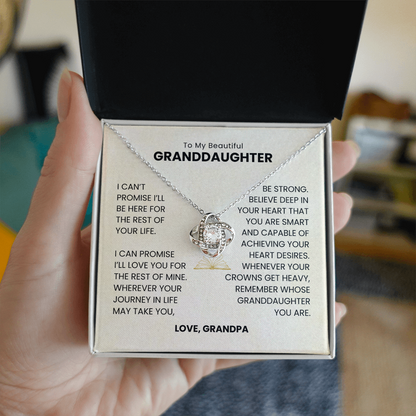 To My Beautiful
GRANDDAUGHTER
I CAN'T
PROMISE I'LL
BE HERE FOR
THE REST OF
YOUR LIFE.
I CAN PROMISE
I'LL LOVE YOU FOR
THE REST OF MINE.
WHEREVER YOUR
JOURNEY IN LIFE
MAY TAKE YOU,
BE STRONG.
BELIEVE DEEP IN
YOUR HEART THAT
YOU ARE SMART
AND CAPABLE OF
ACHIEVING YOUR
HEART DESIRES.
WHENEVER YOUR
CROWNS GET HEAVY,
REMEMBER WHOSE
GRANDDAUGHTER
YOU ARE.
LOVE, GRANDPA